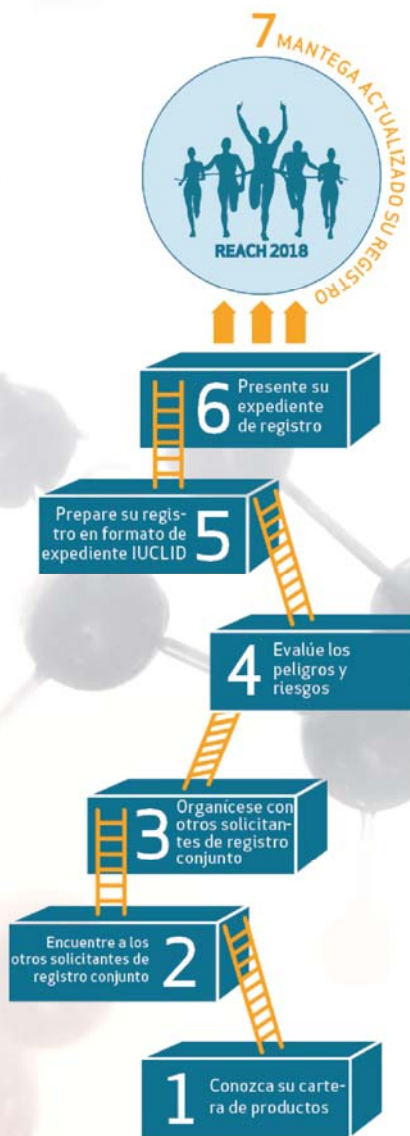 7 MANTEGA ACTUALIZADO SU REGISTRO
REACH 2018
6
Presente su
expediente
de registro
Prepare su regis-
tro en formato de
expediente IUCLID
5
4
Evalúe los
peligros y
riesgos
3
Organícese con
otros solicitan-
tes de registro
conjunto
Encuentre a los
otros solicitantes de
registro conjunto
2
1
Conozca su carte-
ra de productos